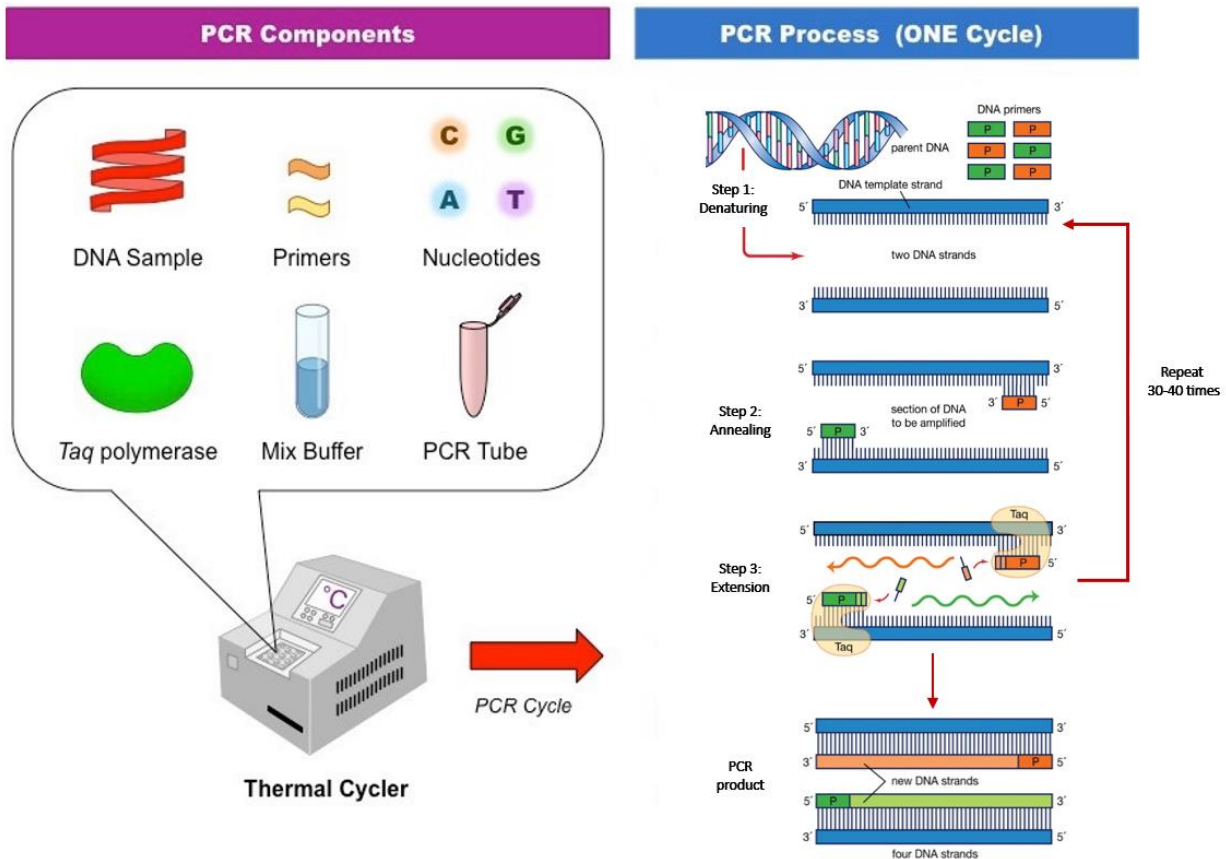 PCR Components
DNA Sample
Primers
C
G
A
T
Nucleotides
Taq polymerase
Mix Buffer
PCR Tube
°C
Thermal Cycler
PCR Cycle
PCR Process (ONE Cycle)
parent DNA
DNA primers
P P
P P
P P
Step 1:
Denaturing
DNA template strand
5´ 3´
two DNA strands
3´ 5´
Step 2:
Annealing
5´ 3´
3´ P 5´
section of DNA
to be amplified
5´ P 3´
3´ 5´
Step 3:
Extension
5´ Taq 3´
P 5´
5´ P
3´ 5´
Taq
Repeat
30-40 times
PCR
product
5´ 3´
3´ P 5´
new DNA strands
5´ P 3´
3´ 5´
four DNA strands